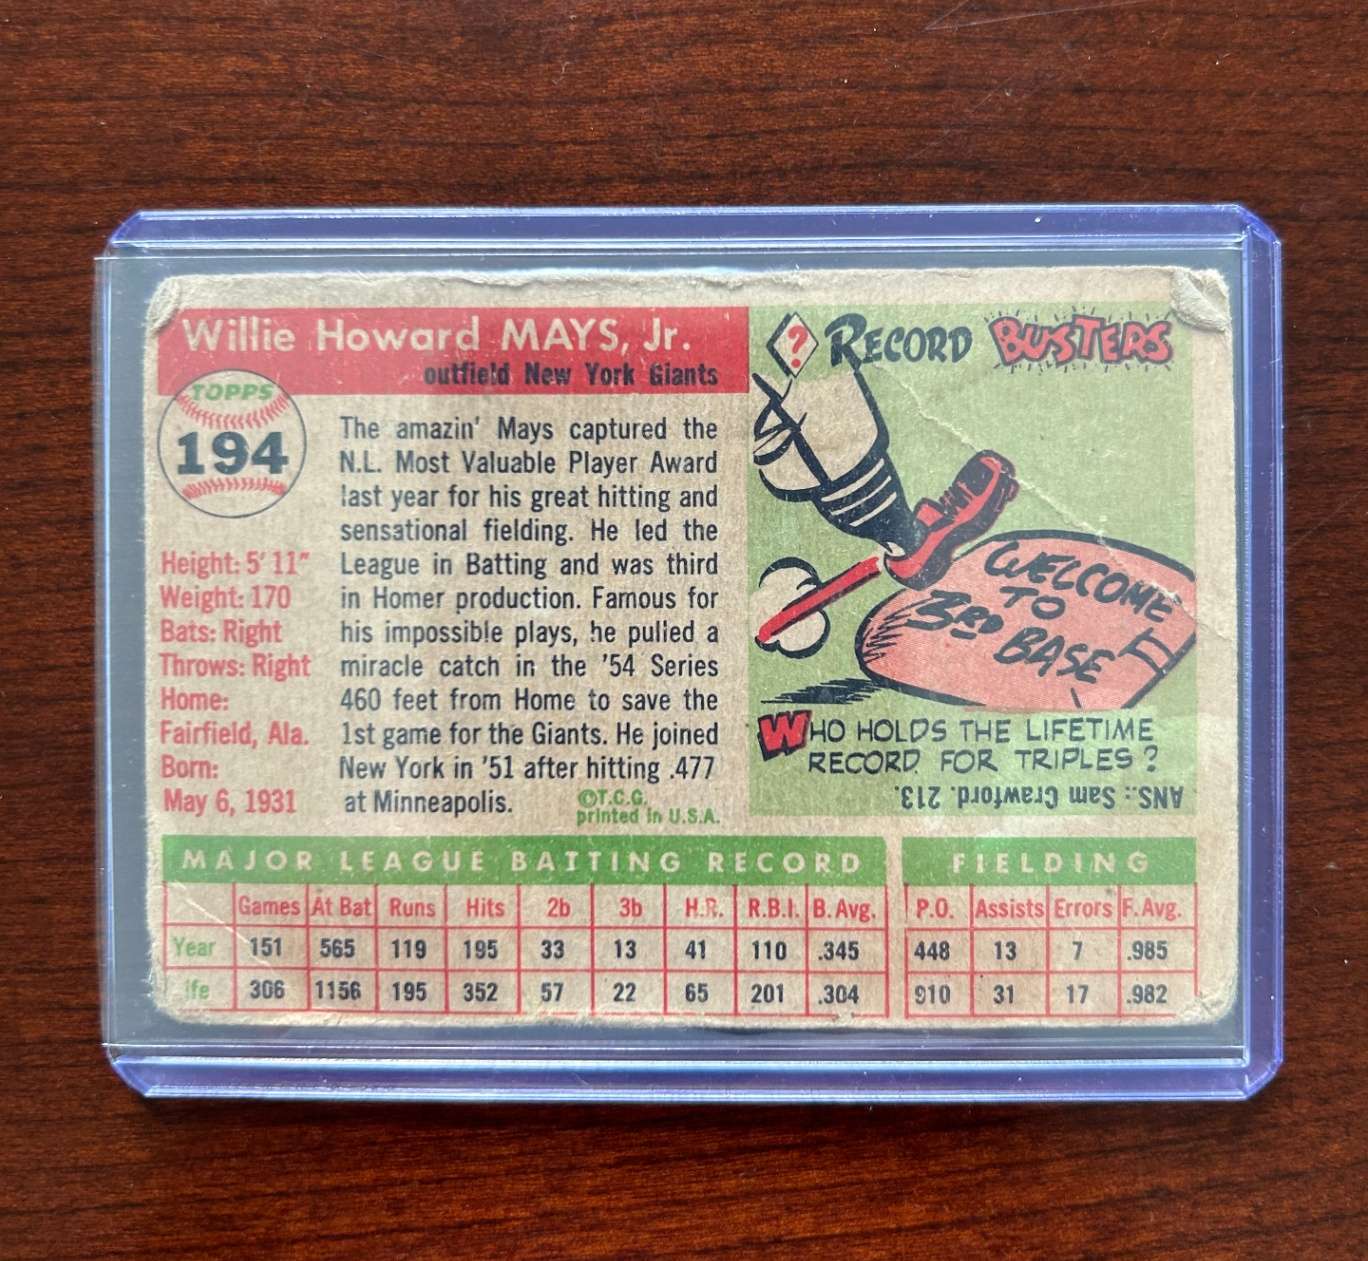 Willie Howard MAYS, Jr.
outfield New York Giants
TOPPS
194
Height: 5' 11"
Weight: 170
Bats: Right
Throws: Right
Home:
Fairfield, Ala.
Born:
May 6, 1931
The amazin' Mays captured the
N.L. Most Valuable Player Award
last year for his great hitting and
sensational fielding. He led the
League in Batting and was third
in Homer production. Famous for
his impossible plays, he pulled a
miracle catch in the '54 Series
460 feet from Home to save the
1st game for the Giants. He joined
New York in '51 after hitting .477
at Minneapolis.
©T.C.G.
printed in U.S.A.
? RECORD BUSTERS
WELCOME
TO
3RD BASE
WHO HOLDS THE LIFETIME
RECORD FOR TRIPLES?
ANS.: Sam Crawford. 213.
MAJOR LEAGUE BATTING RECORD FIELDING
Games At Bat Runs Hits 2b 3b H.R. R.B.I. B. Avg. P.O. Assists Errors F. Avg.
Year 151 565 119 195 33 13 41 110 .345 448 13 7 .985
ife 306 1156 195 352 57 22 65 201 .304 910 31 17 .982